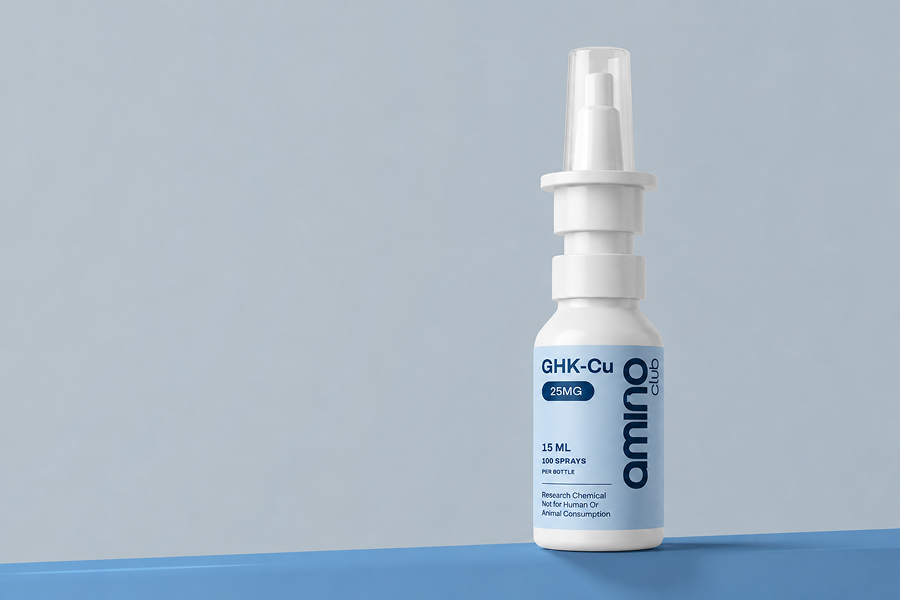 GHK-Cu
25MG
15 ML
100 SPRAYS
PER BOTTLE
Research Chemical
Not for Human Or
Animal Consumption
amino
club